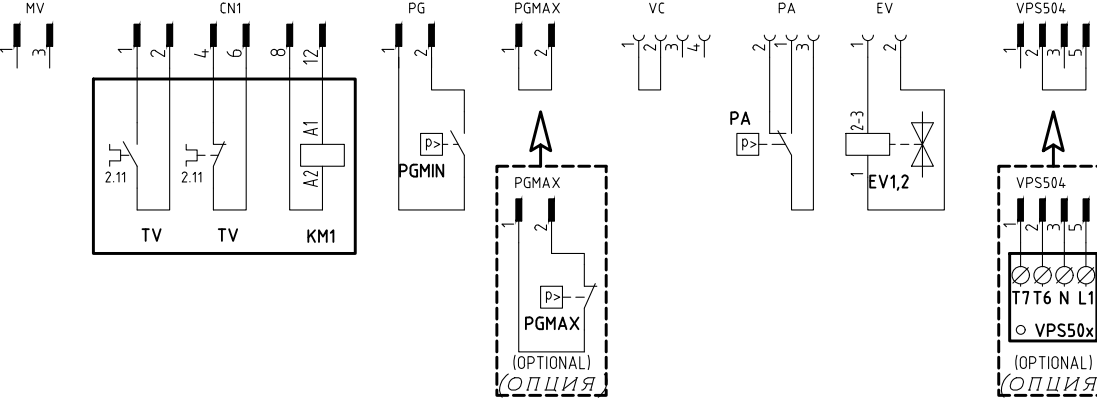 MV CN1 PG PGMAX VC PA EV VPS504
1 3 1 2 4 6 8 12 1 2 1 2 1 2 3 4 2 1 3 1 2 1 2 3 5
A1 PA 2-3
P> P>
2.11 2.11 A2 PGMIN 1 EV1,2
PGMAX VPS504
TV TV KM1 1 2 1 2 3 5
P> T7 T6 N L1
PGMAX VPS50x
(OPTIONAL) (OPTIONAL)
(ОПЦИЯ) (ОПЦИЯ)